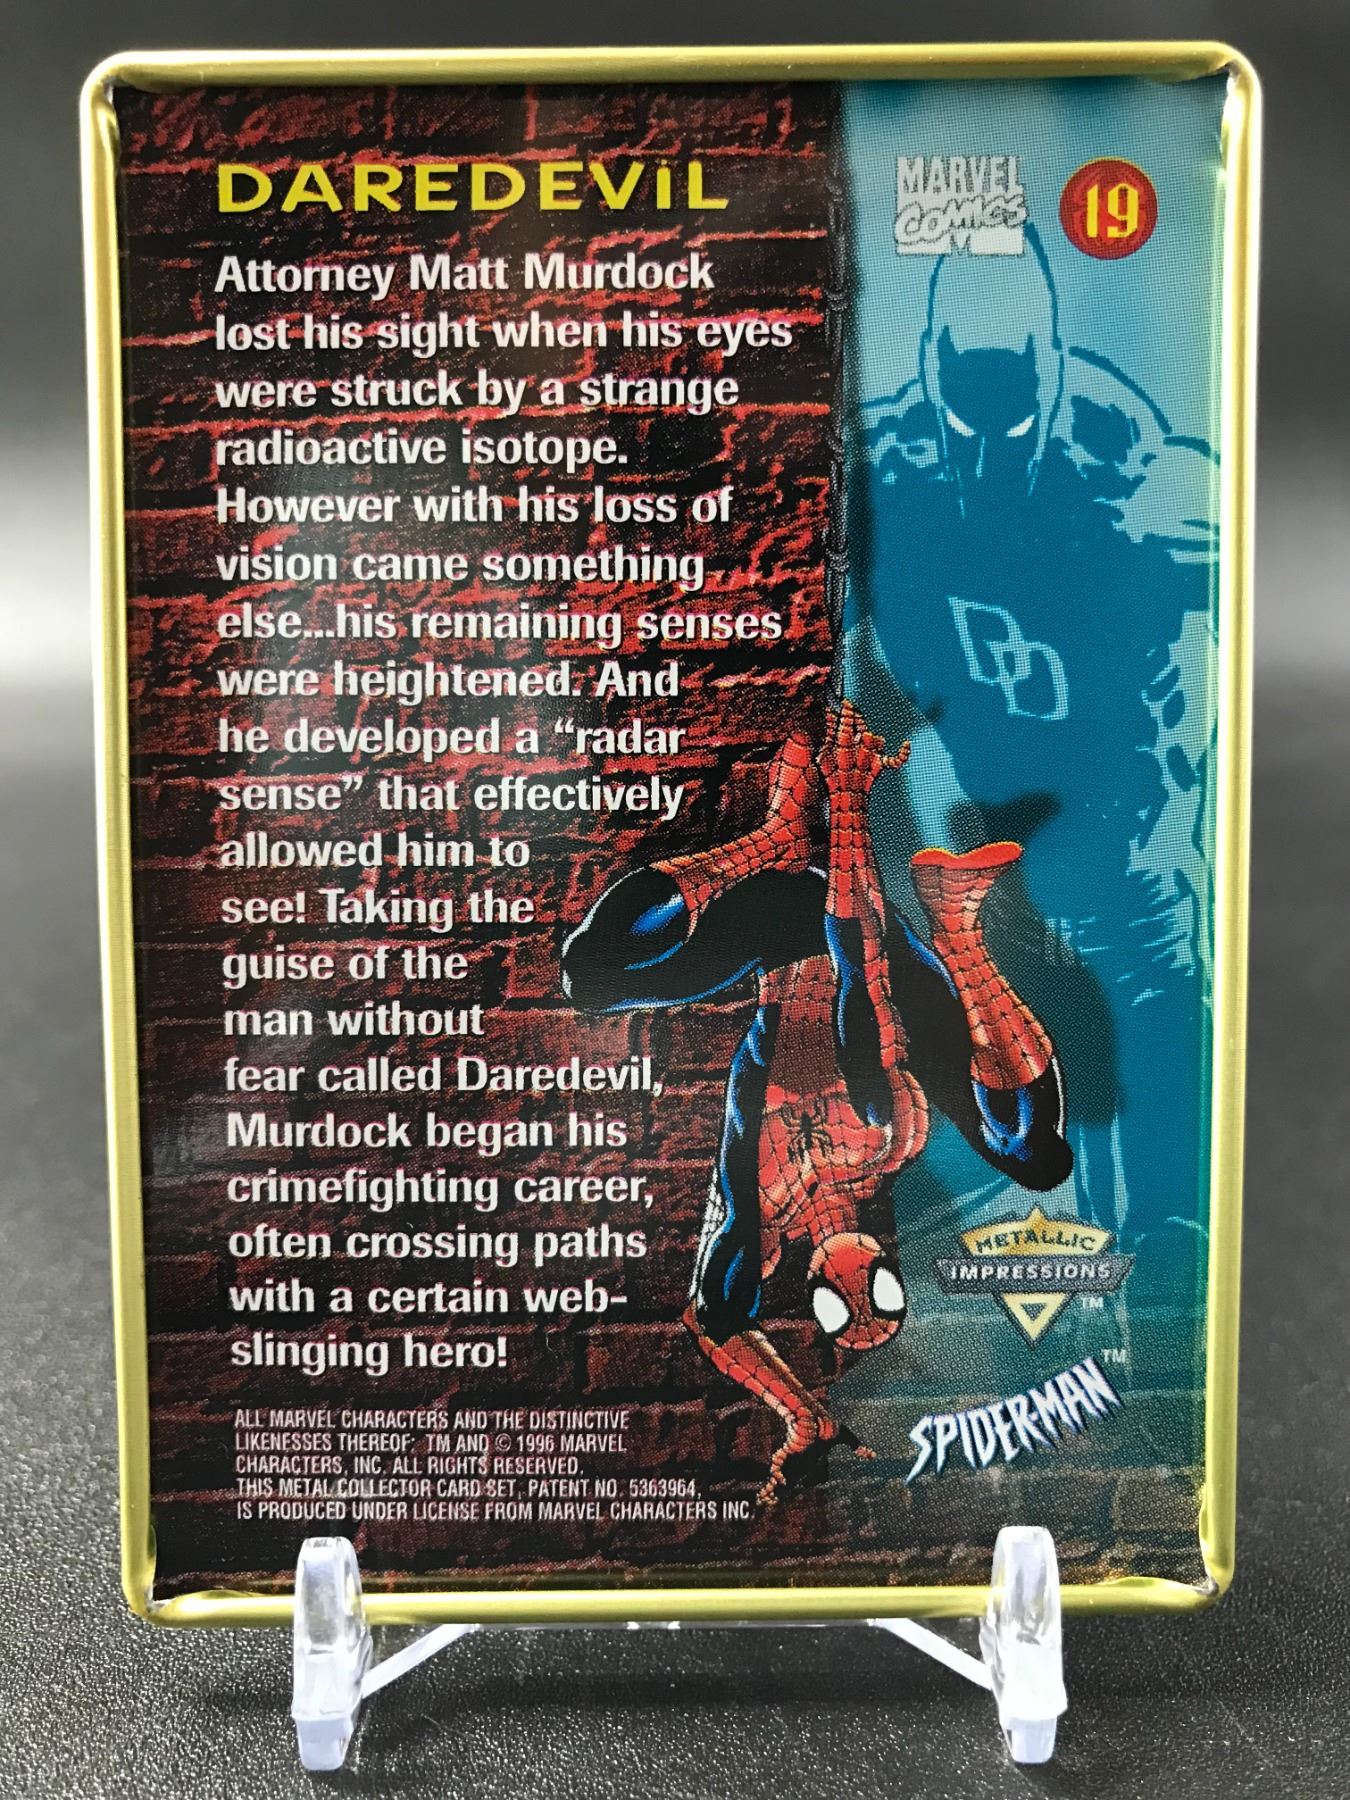 DAREDEViL
MARVEL
COMICS
19
Attorney Matt Murdock
lost his sight when his eyes
were struck by a strange
radioactive isotope.
However with his loss of
vision came something
else...his remaining senses
were heightened. And
he developed a “radar
sense” that effectively
allowed him to
see! Taking the
guise of the
man without
fear called Daredevil,
Murdock began his
crimefighting career,
often crossing paths
with a certain web-
slinging hero!
DD
METALLIC
IMPRESSIONS
TM
SPIDER-MAN TM
ALL MARVEL CHARACTERS AND THE DISTINCTIVE
LIKENESSES THEREOF: TM AND © 1996 MARVEL
CHARACTERS, INC. ALL RIGHTS RESERVED.
THIS METAL COLLECTOR CARD SET, PATENT NO. 5363964,
IS PRODUCED UNDER LICENSE FROM MARVEL CHARACTERS INC.